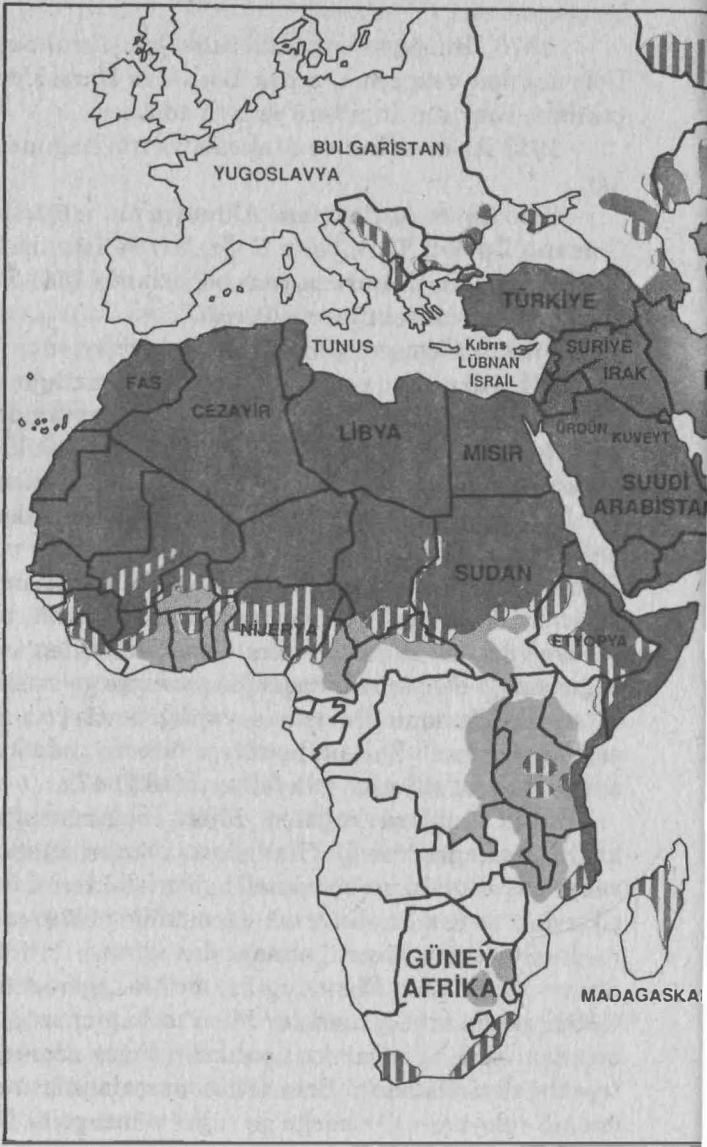 BULGARİSTAN
YUGOSLAVYA
TÜRKİYE
TUNUS
Kıbrıs
LÜBNAN
İSRAİL
SURİYE
IRAK
FAS
CEZAYİR
LİBYA
MISIR
ÜRDÜN
KUVEYT
SUUDİ
ARABİSTA
SUDAN
NİJERYA
ETYOPYA
GÜNEY
AFRİKA
MADAGASKA